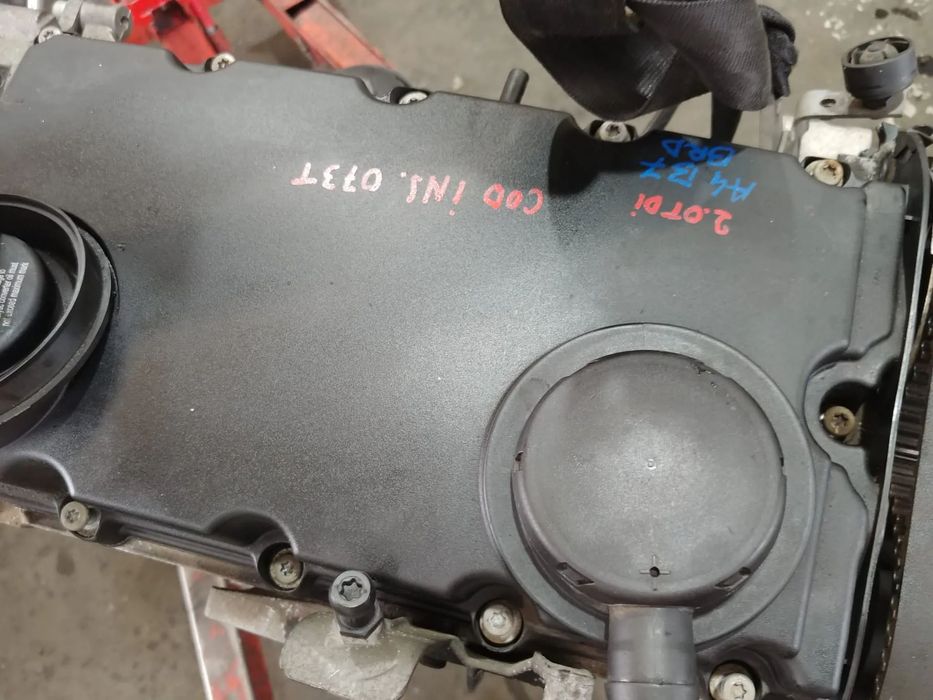 A4 B7
BRD
2.0TDi
COD iNJ. 073T